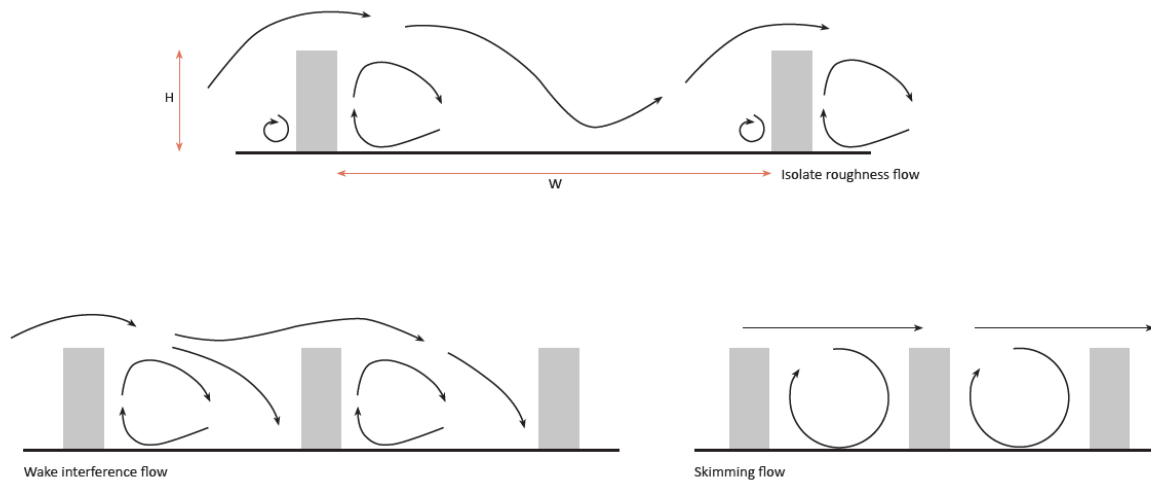 H
W
Isolate roughness flow
Wake interference flow
Skimming flow